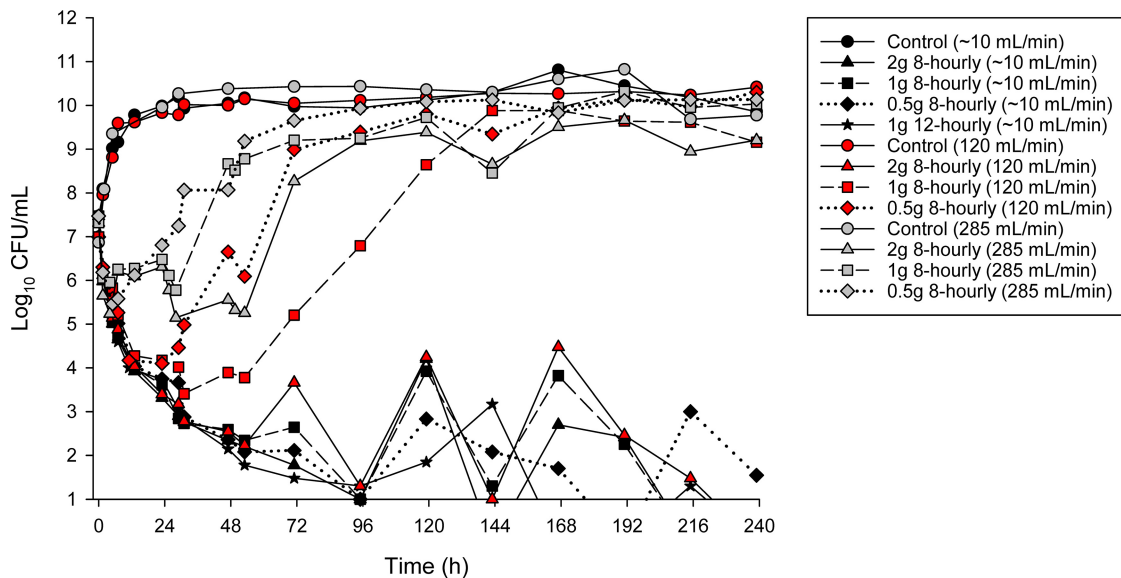 12
11
10
9
8
7
6
5
4
3
2
1
Log10 CFU/mL
0 24 48 72 96 120 144 168 192 216 240
Time (h)
Control (~10 mL/min)
2g 8-hourly (~10 mL/min)
1g 8-hourly (~10 mL/min)
0.5g 8-hourly (~10 mL/min)
1g 12-hourly (~10 mL/min)
Control (120 mL/min)
2g 8-hourly (120 mL/min)
1g 8-hourly (120 mL/min)
0.5g 8-hourly (120 mL/min)
Control (285 mL/min)
2g 8-hourly (285 mL/min)
1g 8-hourly (285 mL/min)
0.5g 8-hourly (285 mL/min)